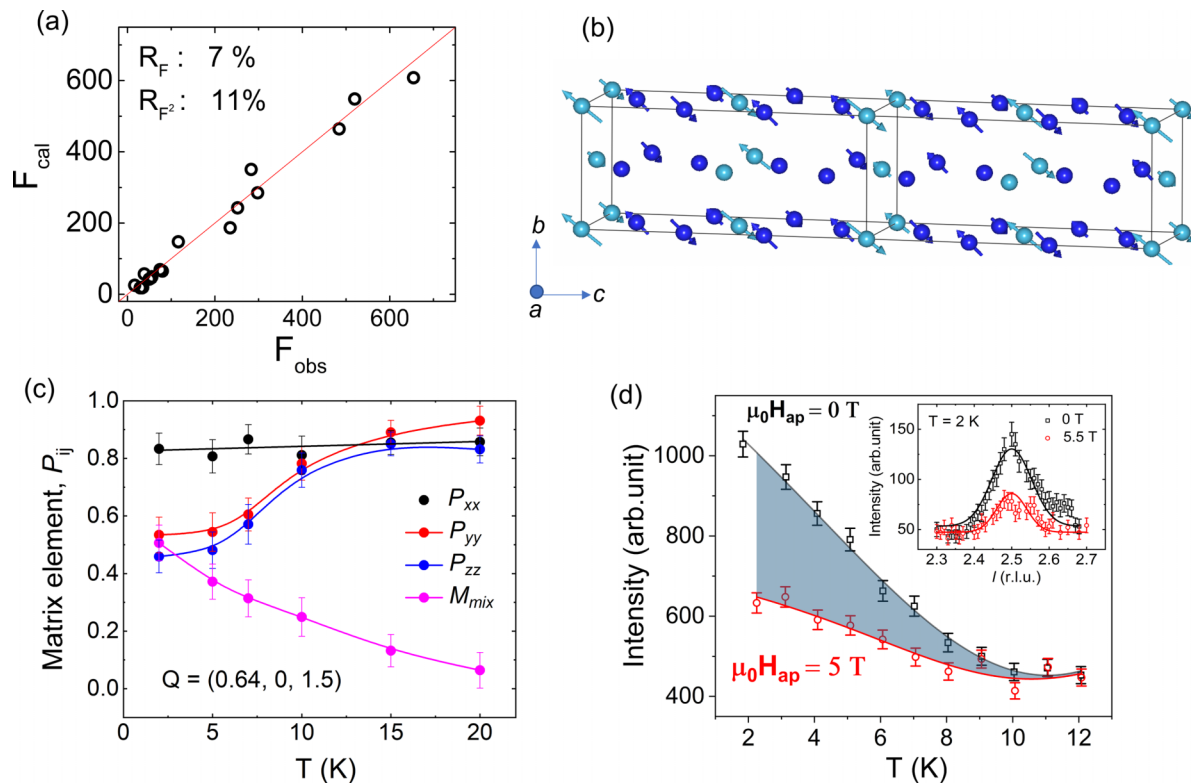 (a)
R_F : 7 %
R_F² : 11%
F_cal
600
400
200
0
0 200 400 600
F_obs
(b)
b
a
c
(c)
Matrix element, P_ij
1.0
0.8
0.6
0.4
0.2
0.0
P_xx
P_yy
P_zz
M_mix
Q = (0.64, 0, 1.5)
0 5 10 15 20
T (K)
(d)
Intensity (arb.unit)
1000
800
600
400
μ₀H_ap = 0 T
μ₀H_ap = 5 T
2 4 6 8 10 12
T (K)
T = 2 K
0 T
5.5 T
Intensity (arb.unit)
150
100
50
2.3 2.4 2.5 2.6 2.7
l (r.l.u.)